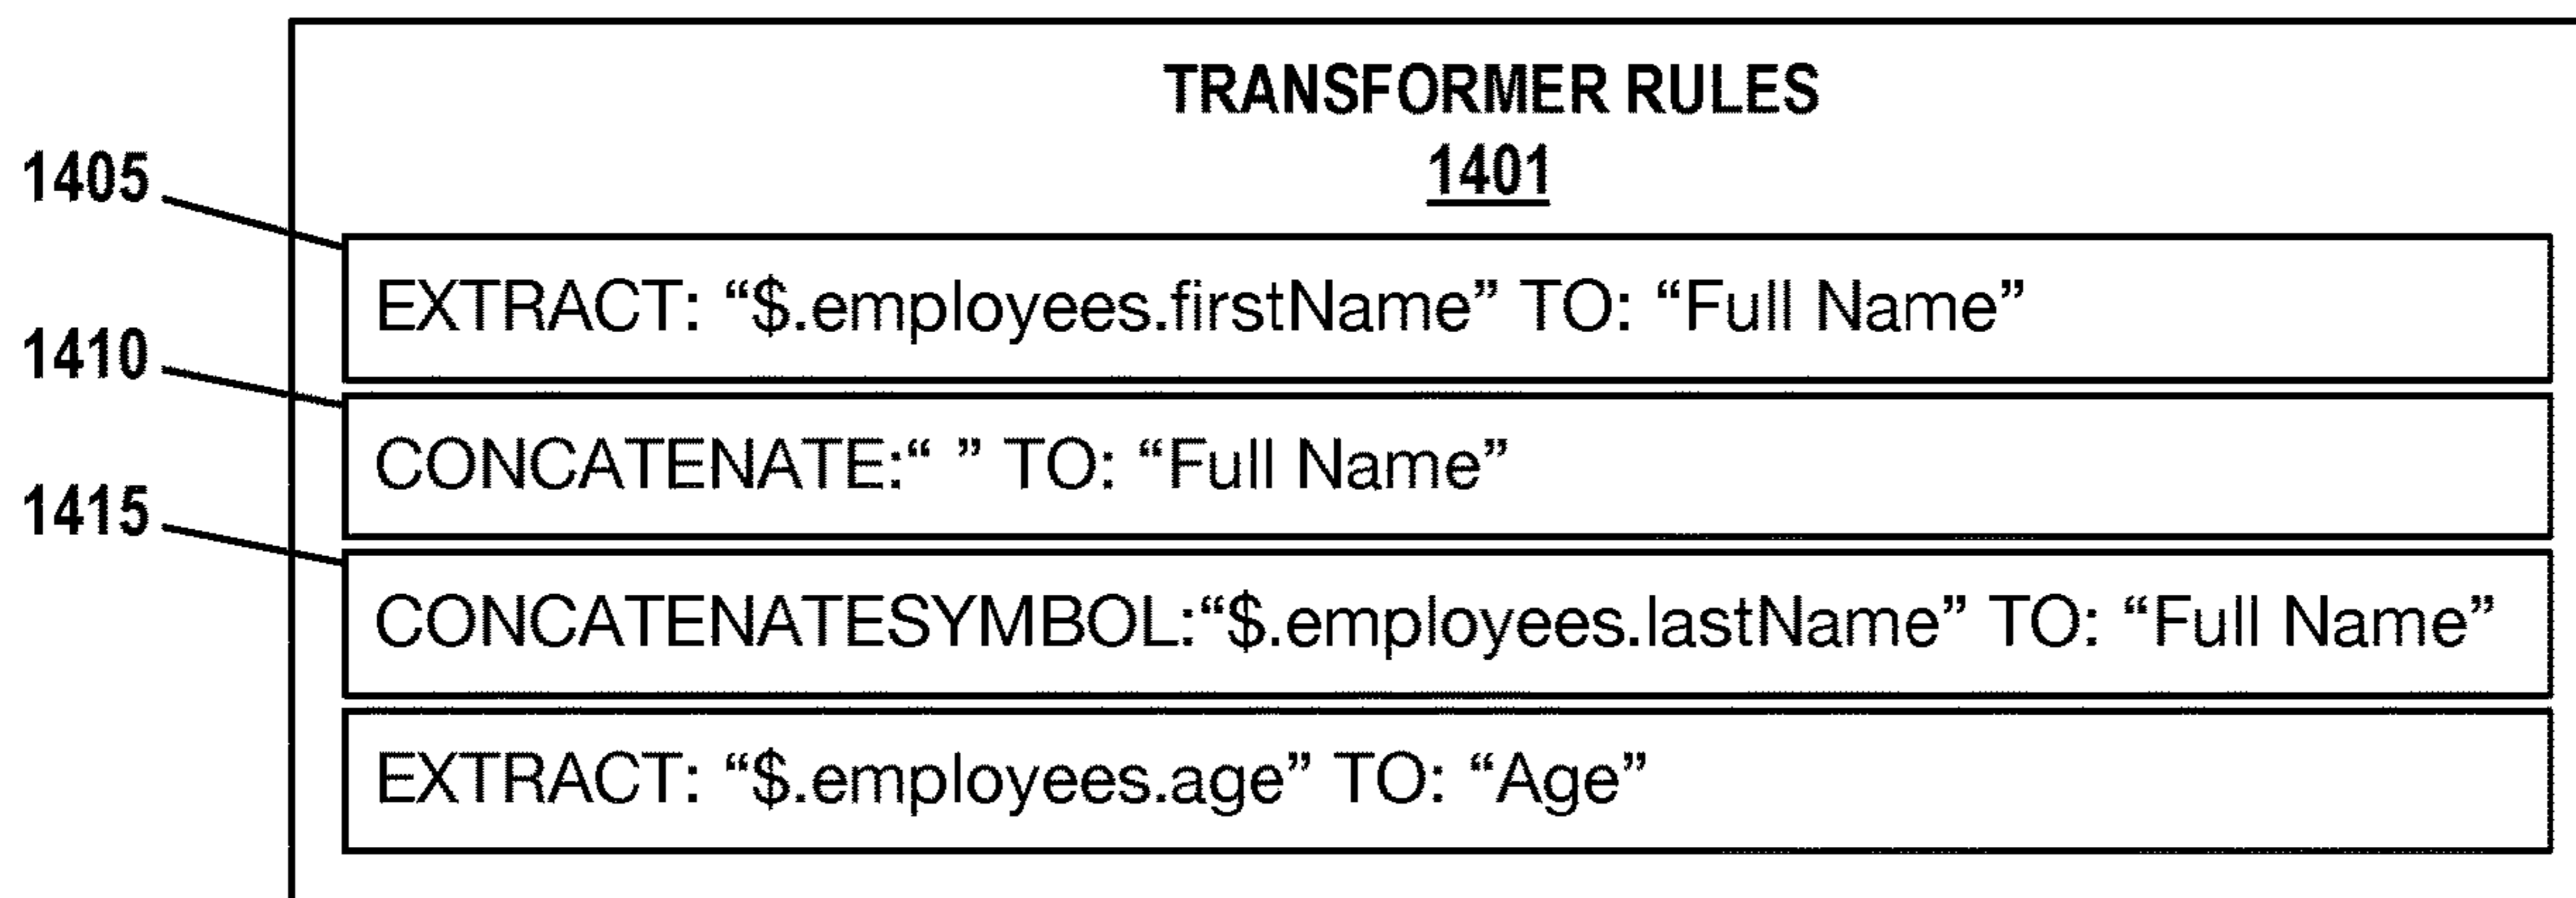 TRANSFORMER RULES
1401
1405
EXTRACT: “$.employees.firstName” TO: “Full Name”
1410
CONCATENATE:“ ” TO: “Full Name”
1415
CONCATENATESYMBOL:“$.employees.lastName” TO: “Full Name”
EXTRACT: “$.employees.age” TO: “Age”